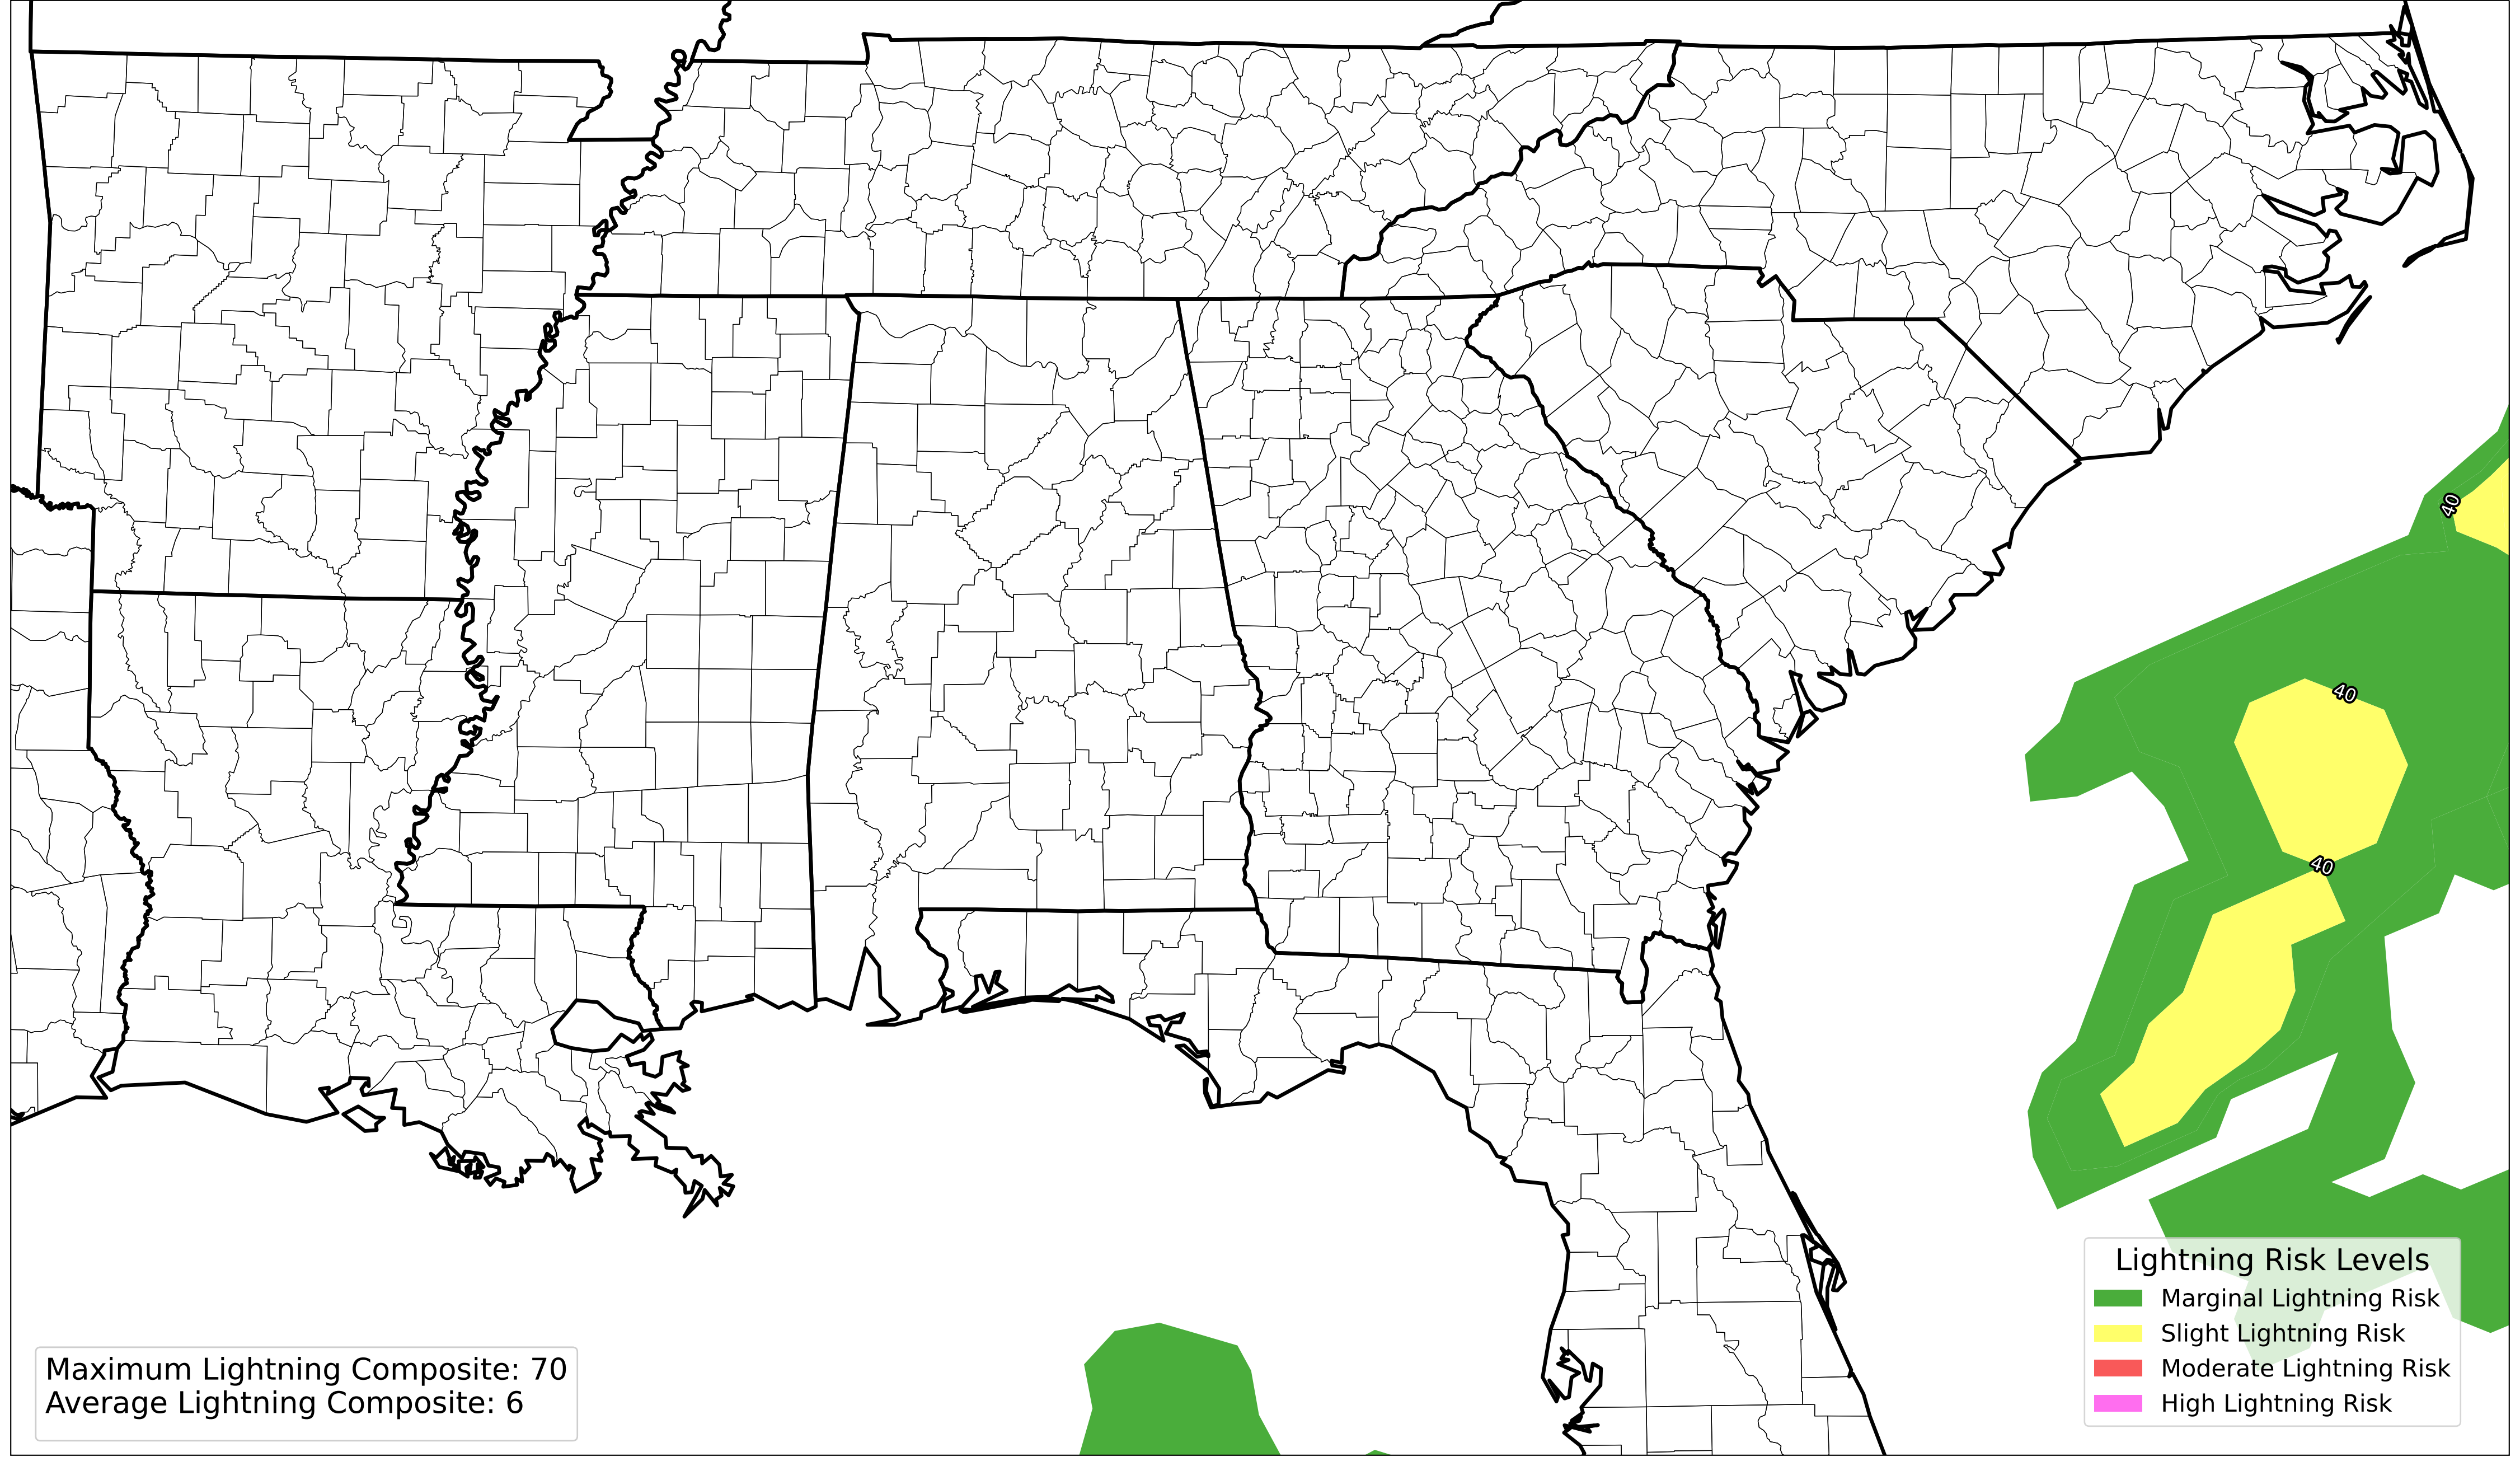 40
40
40
Lightning Risk Levels
Marginal Lightning Risk
Slight Lightning Risk
Moderate Lightning Risk
High Lightning Risk
Maximum Lightning Composite: 70
Average Lightning Composite: 6